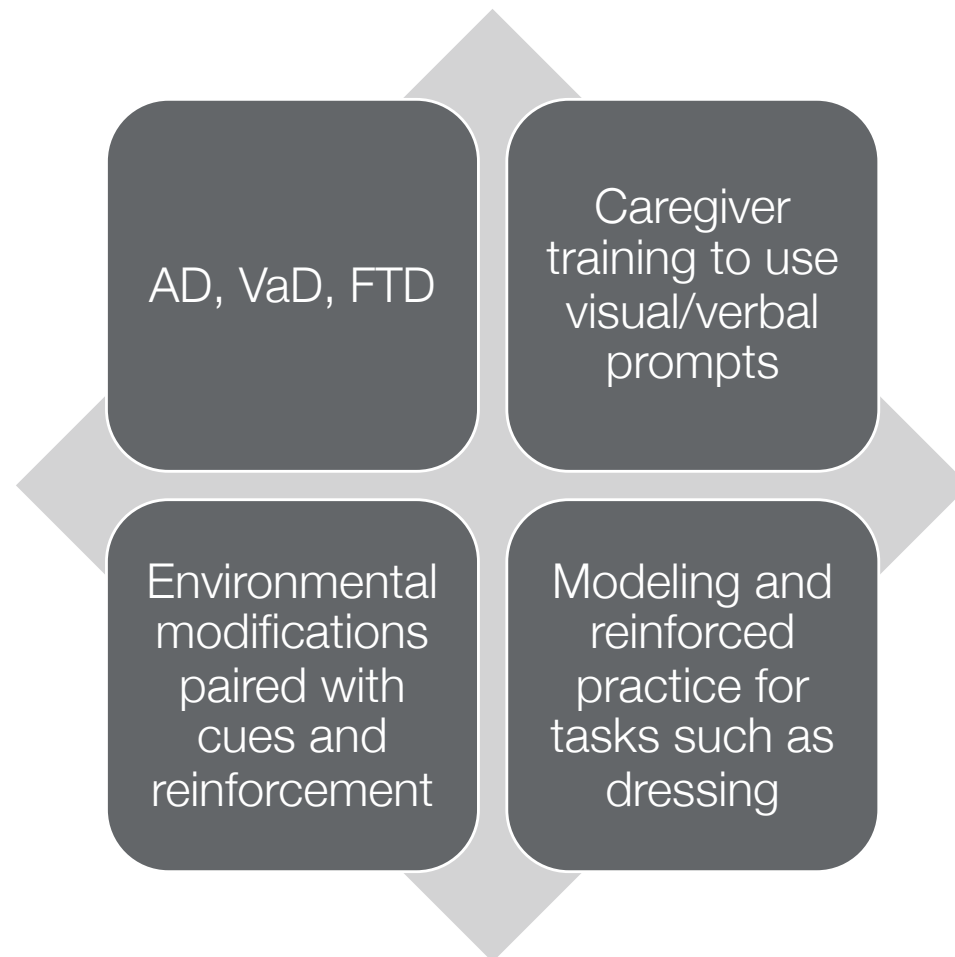 AD, VaD, FTD
Caregiver
training to use
visual/verbal
prompts
Environmental
modifications
paired with
cues and
reinforcement
Modeling and
reinforced
practice for
tasks such as
dressing